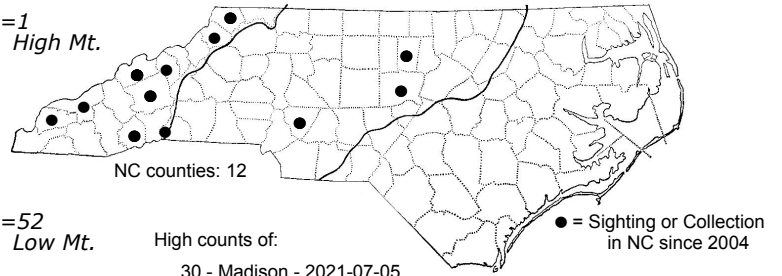 =1
High Mt.
NC counties: 12
=52
Low Mt.
High counts of:
30 - Madison - 2021-07-05
= Sighting or Collection
in NC since 2004